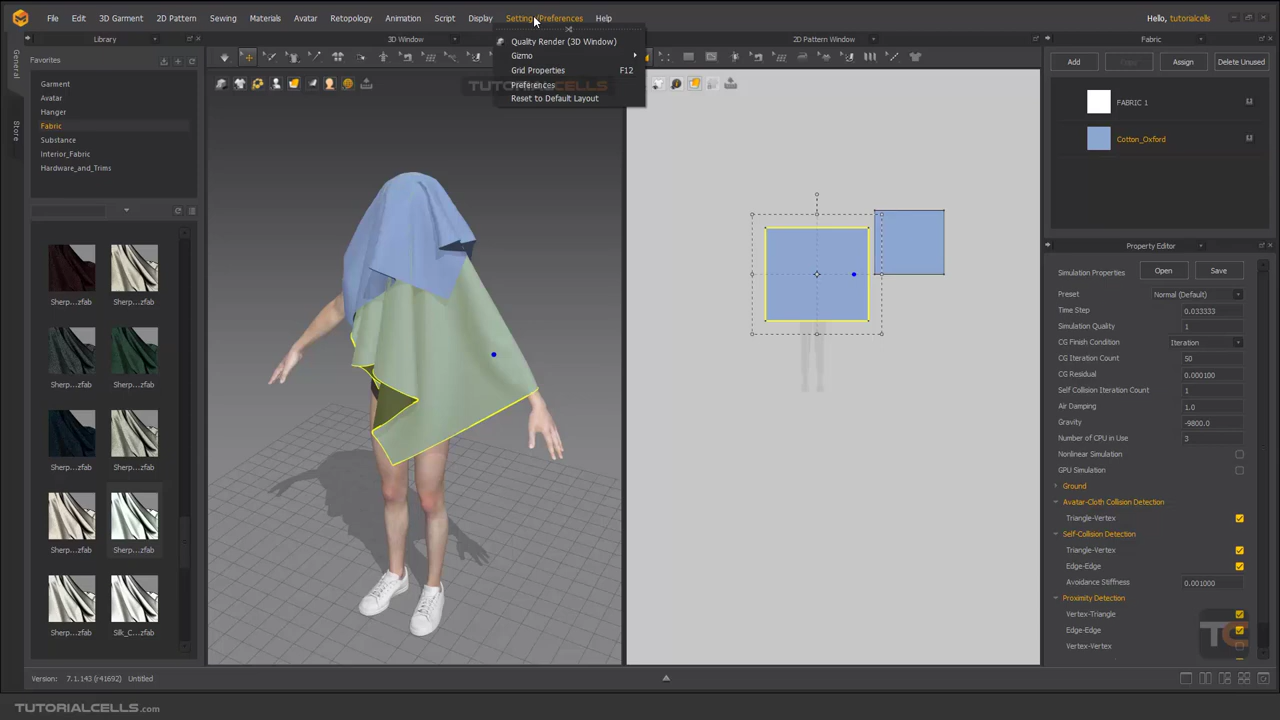 File Edit 3D Garment 2D Pattern Sewing Materials Avatar Retopology Animation Script Display Settings/Preferences Help Hello, tutorialcells
Library
3D Window
2D Pattern Window
Fabric
General
Store
Favorites
Garment
Avatar
Hanger
Fabric
Substance
Interior_Fabric
Hardware_and_Trims
Sherp...zfab Sherp...zfab
Sherp...zfab Sherp...zfab
Sherp...zfab Sherp...zfab
Sherp...zfab Sherp...zfab
Sherp...zfab Silk_C...zfab
Quality Render (3D Window)
Gizmo
Grid Properties F12
Preferences
Reset to Default Layout
TUTORIALCELLS
Add Copy Assign Delete Unused
FABRIC 1
Cotton_Oxford
Property Editor
Simulation Properties Open Save
Preset Normal (Default)
Time Step 0.033333
Simulation Quality 1
CG Finish Condition Iteration
CG Iteration Count 50
CG Residual 0.000100
Self Collision Iteration Count 1
Air Damping 1.0
Gravity -9800.0
Number of CPU in Use 3
Nonlinear Simulation
GPU Simulation
Ground
Avatar-Cloth Collision Detection
Triangle-Vertex
Self-Collision Detection
Triangle-Vertex
Edge-Edge
Avoidance Stiffness 0.001000
Proximity Detection
Vertex-Triangle
Edge-Edge
Vertex-Vertex
TC
Version: 7.1.143 (r41692) Untitled
TUTORIALCELLS.com